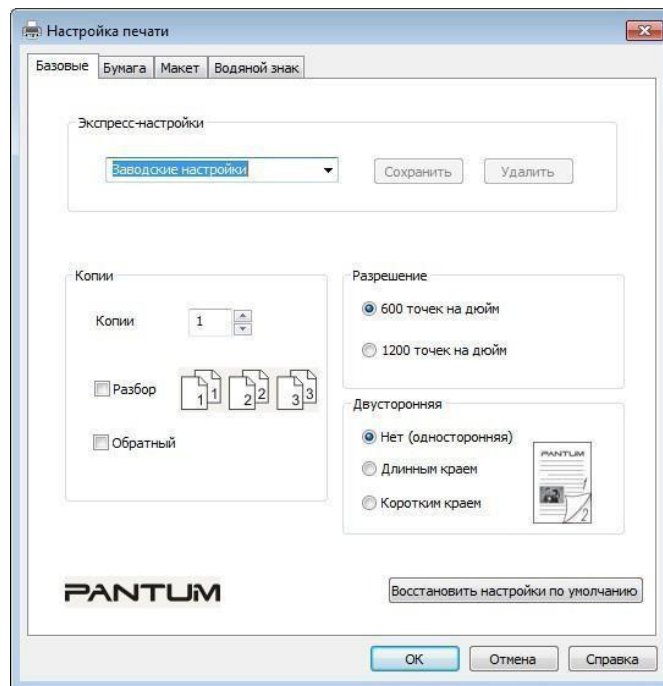 Настройка печати
Базовые Бумага Макет Водяной знак
Экспресс-настройки
Заводские настройки Сохранить Удалить
Копии
Копии 1
Разбор 1 1 2 2 3 3
Обратный
Разрешение
600 точек на дюйм
1200 точек на дюйм
Двусторонняя
Нет (односторонняя)
Длинным краем
Коротким краем
PANTUM
1
2
PANTUM
Восстановить настройки по умолчанию
ОК Отмена Справка